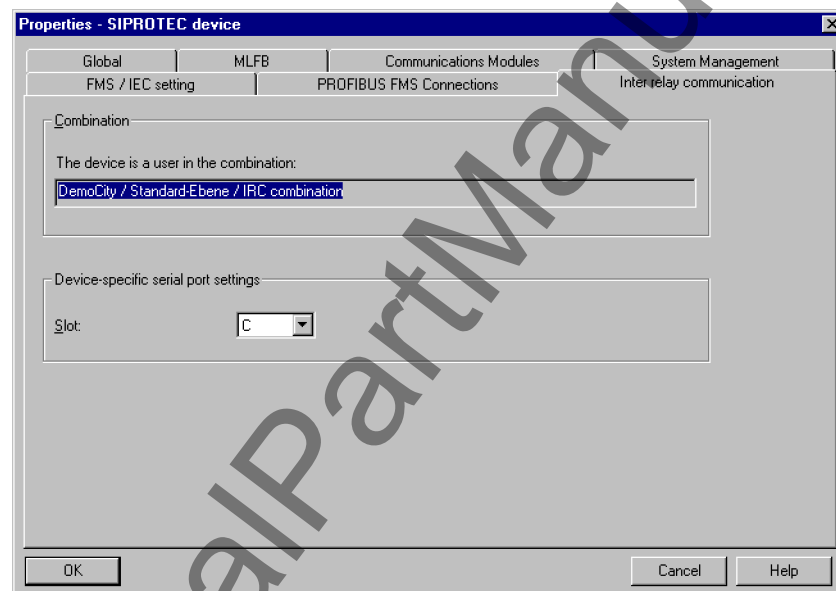 Properties - SIPROTEC device
Global MLFB Communications Modules System Management
FMS / IEC setting PROFIBUS FMS Connections Inter relay communication
Combination
The device is a user in the combination:
DemoCity / Standard-Ebene / IRC combination
Device-specific serial port settings
Slot: C
OK Cancel Help
alPartManu